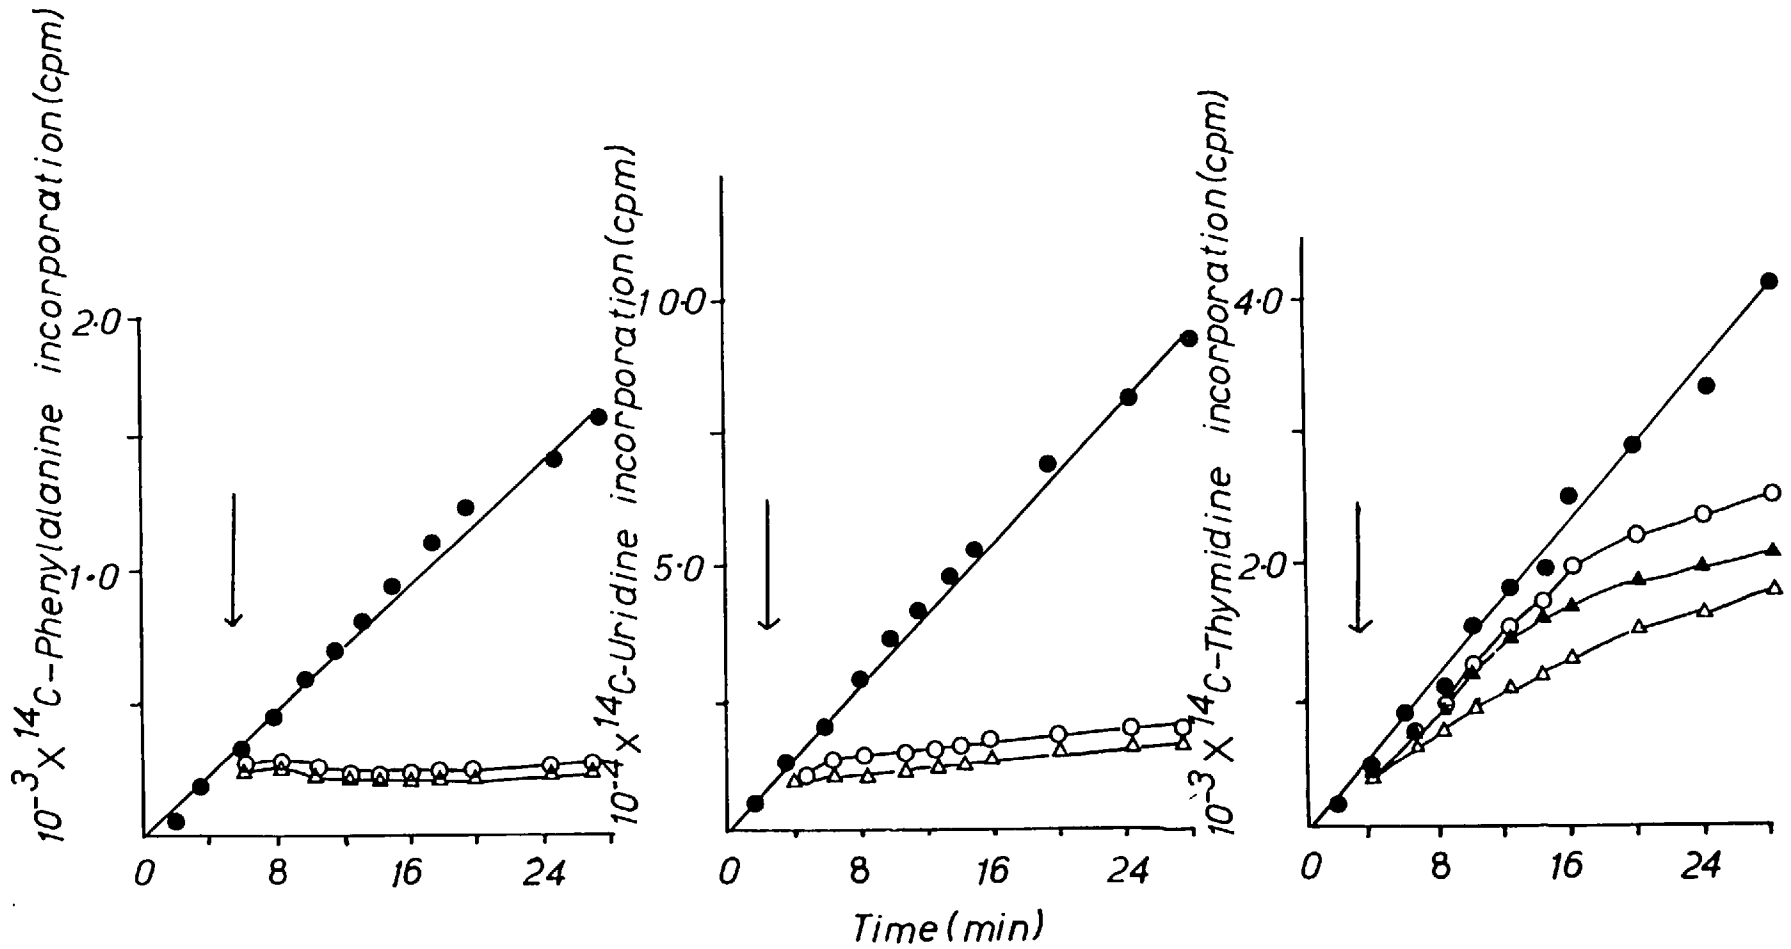 10⁻³ X ¹⁴C-Phenylalanine incorporation (cpm)
2·0
1·0
0 8 16 24
10⁻⁴ X ¹⁴C-Uridine incorporation (cpm)
10·0
5·0
0 8 16 24
10⁻³ X ¹⁴C-Thymidine incorporation (cpm)
4·0
2·0
0 8 16 24
Time (min)